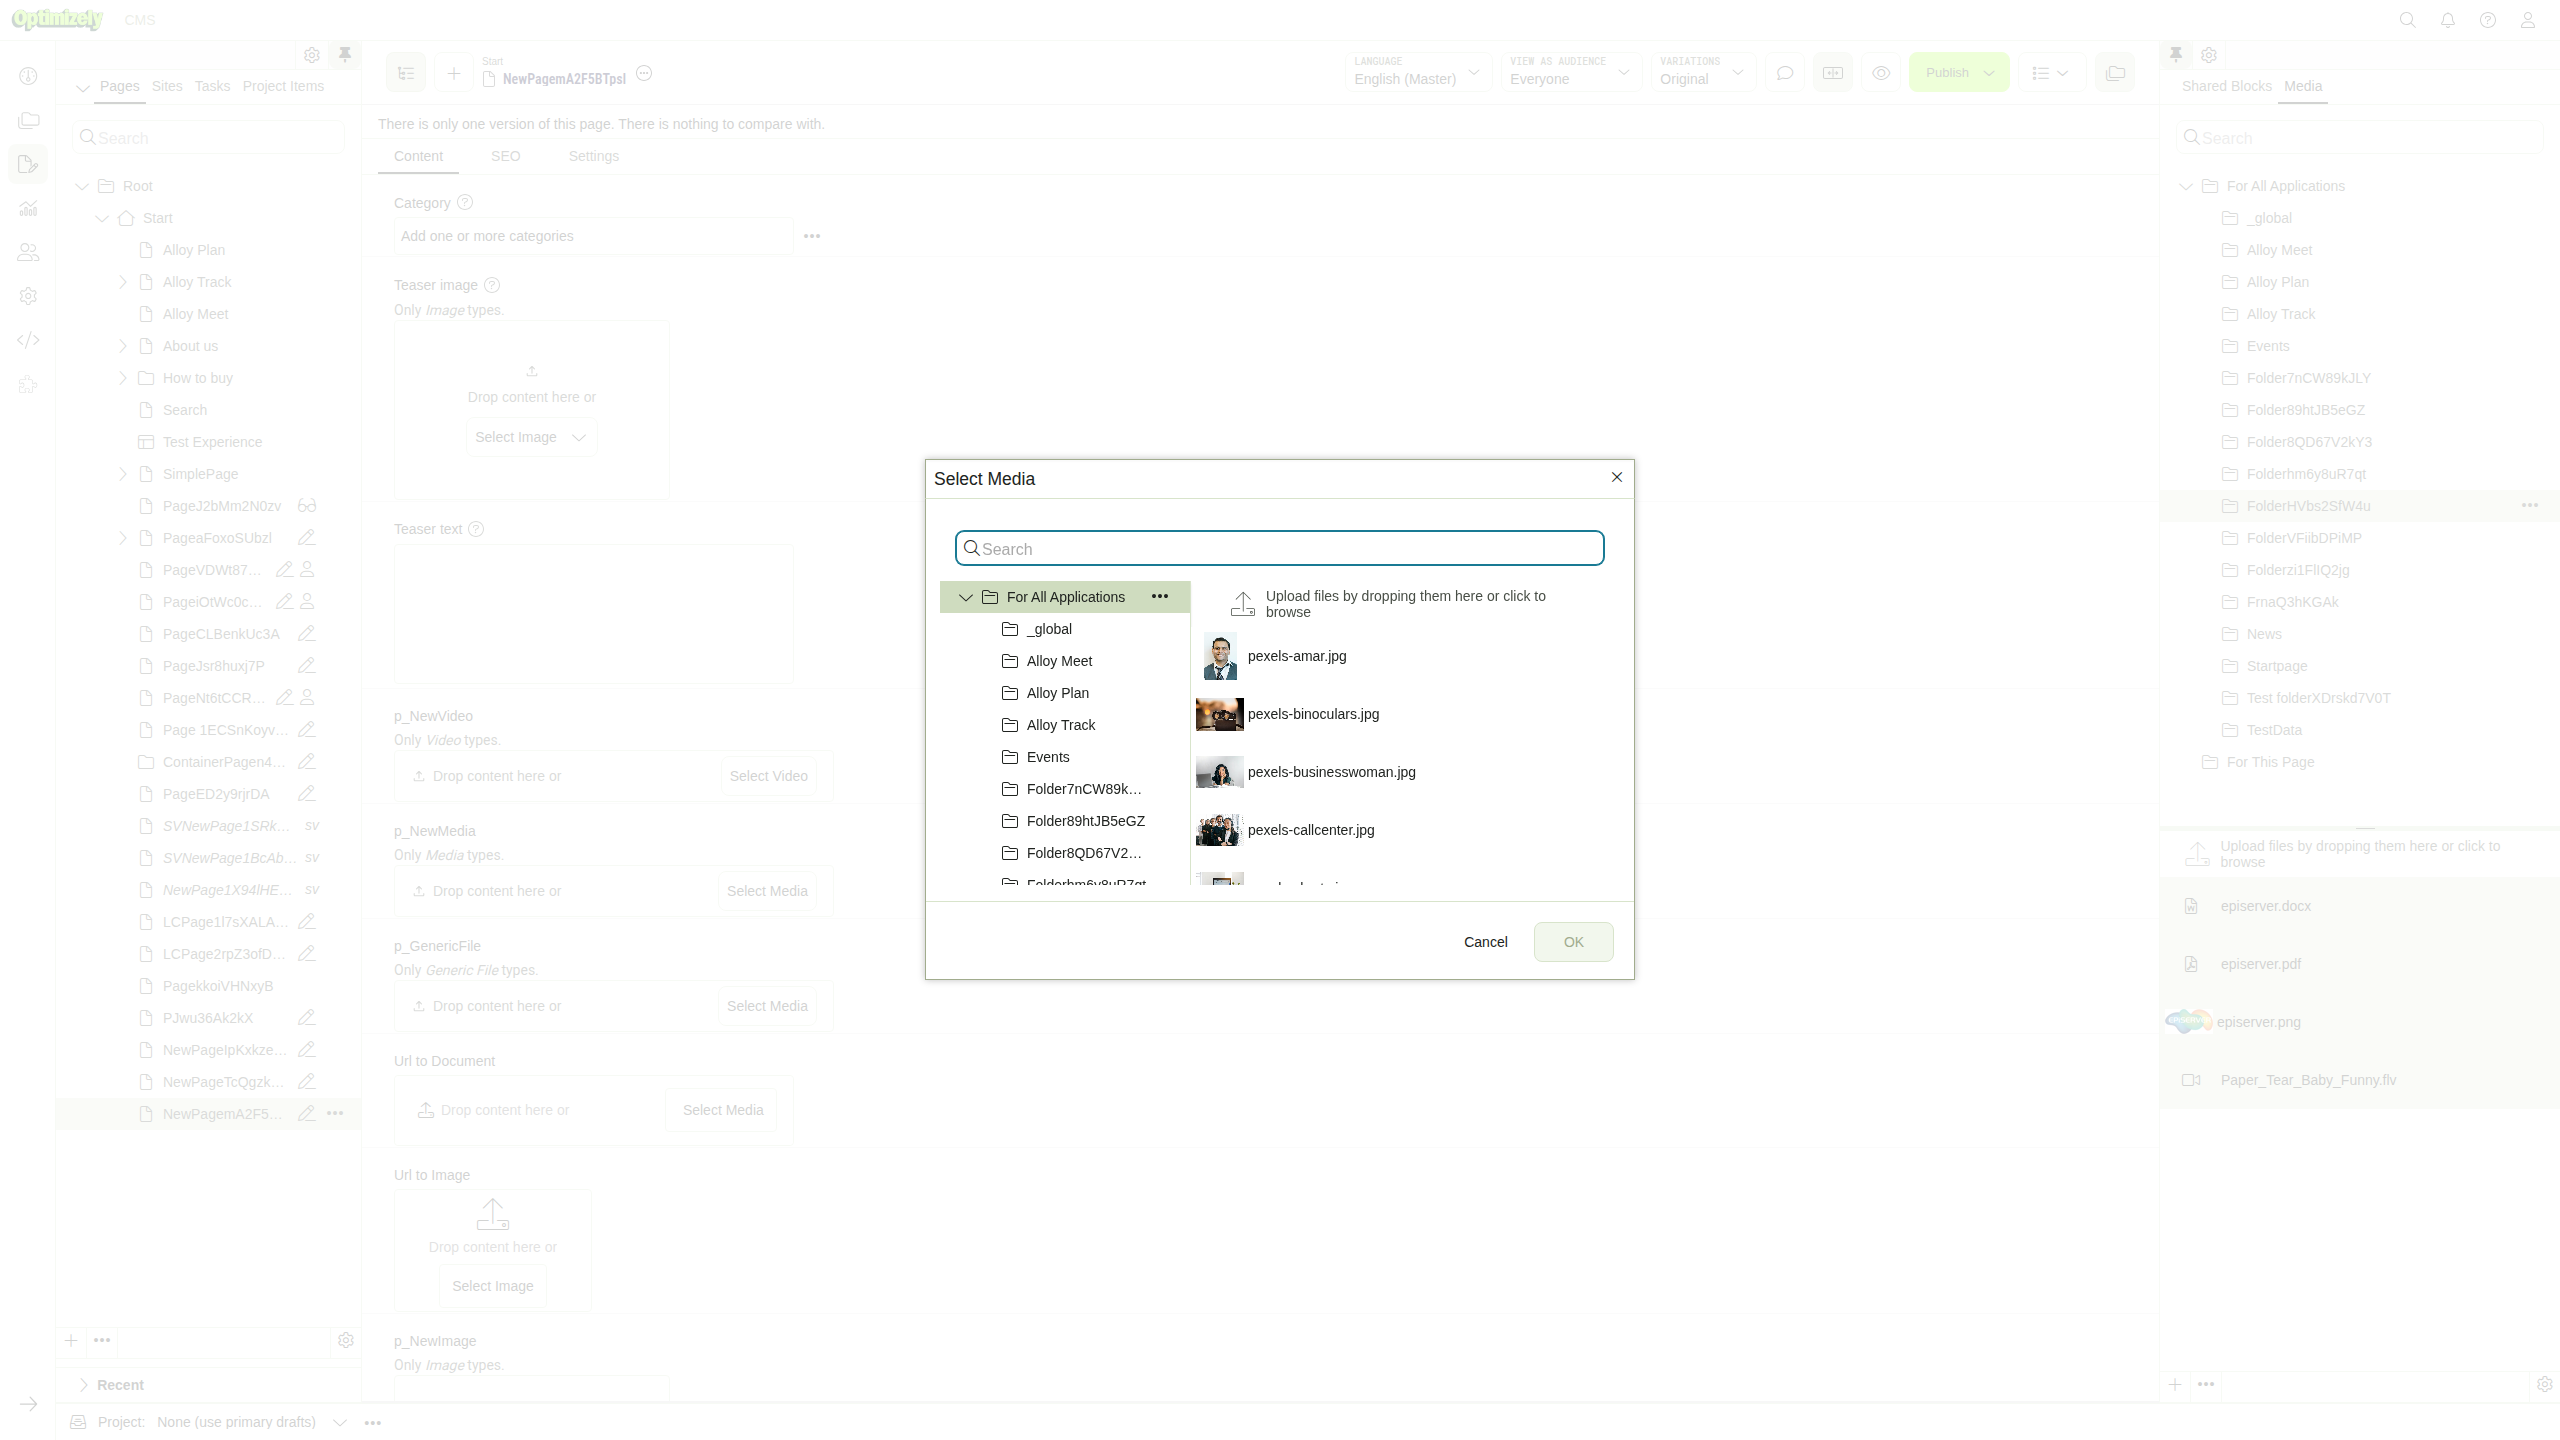 Optimizely CMS
Pages Sites Tasks Project Items
Search
Root
Start
Alloy Plan
Alloy Track
Alloy Meet
About us
How to buy
Search
Test Experience
SimplePage
PageJ2bMm2N0zv
PageaFoxoSUbzl
PageVDWt87...
PageiOtWc0c...
PageCLBenkUc3A
PageJsr8huxj7P
PageNt6tCCR...
Page 1ECSnKoyv...
ContainerPagen4...
PageED2y9rjrDA
SVNewPage1SRk... sv
SVNewPage1BcAb... sv
NewPage1X94lHE... sv
LCPage1l7sXALA...
LCPage2rpZ3ofD...
PagekkoiVHNxyB
PJwu36Ak2kX
NewPageIpKxkze...
NewPageTcQgzk...
NewPagemA2F5...
Recent
Project: None (use primary drafts)
Start
NewPagemA2F5BTpsl
LANGUAGE
English (Master)
VIEW AS AUDIENCE
Everyone
VARIATIONS
Original
Publish
There is only one version of this page. There is nothing to compare with.
Content SEO Settings
Category
Add one or more categories
Teaser image
Only Image types.
Drop content here or
Select Image
Teaser text
p_NewVideo
Only Video types.
Drop content here or Select Video
p_NewMedia
Only Media types.
Drop content here or Select Media
p_GenericFile
Only Generic File types.
Drop content here or Select Media
Url to Document
Drop content here or Select Media
Url to Image
Drop content here or
Select Image
p_NewImage
Only Image types.
Select Media
Search
For All Applications
_global
Alloy Meet
Alloy Plan
Alloy Track
Events
Folder7nCW89k...
Folder89htJB5eGZ
Folder8QD67V2...
Folderhm6y8uR7qt
Upload files by dropping them here or click to
browse
pexels-amar.jpg
pexels-binoculars.jpg
pexels-businesswoman.jpg
pexels-callcenter.jpg
Cancel OK
Shared Blocks Media
Search
For All Applications
_global
Alloy Meet
Alloy Plan
Alloy Track
Events
Folder7nCW89kJLY
Folder89htJB5eGZ
Folder8QD67V2kY3
Folderhm6y8uR7qt
FolderHVbs2SfW4u
FolderVFiibDPiMP
Folderzi1FlIQ2jg
FrnaQ3hKGAk
News
Startpage
Test folderXDrskd7V0T
TestData
For This Page
Upload files by dropping them here or click to
browse
episerver.docx
episerver.pdf
episerver.png
Paper_Tear_Baby_Funny.flv